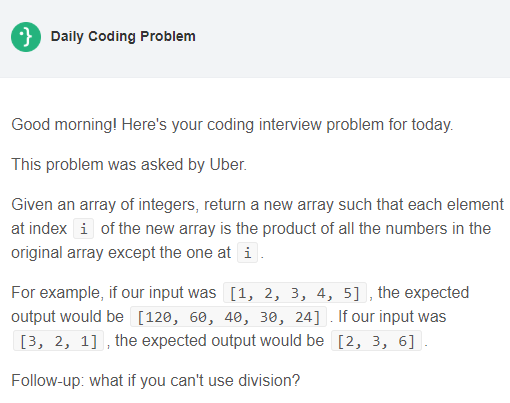 Daily Coding Problem
Good morning! Here's your coding interview problem for today.
This problem was asked by Uber.
Given an array of integers, return a new array such that each element
at index i of the new array is the product of all the numbers in the
original array except the one at i .
For example, if our input was [1, 2, 3, 4, 5] , the expected
output would be [120, 60, 40, 30, 24] . If our input was
[3, 2, 1] , the expected output would be [2, 3, 6] .
Follow-up: what if you can't use division?